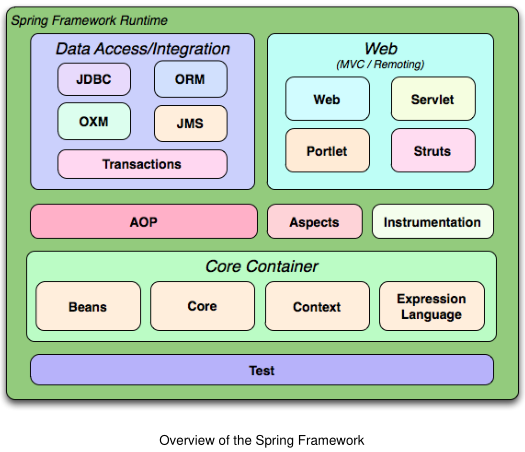 Spring Framework Runtime
Data Access/Integration
JDBC
ORM
OXM
JMS
Transactions
Web
(MVC / Remoting)
Web
Servlet
Portlet
Struts
AOP
Aspects
Instrumentation
Core Container
Beans
Core
Context
Expression
Language
Test
Overview of the Spring Framework